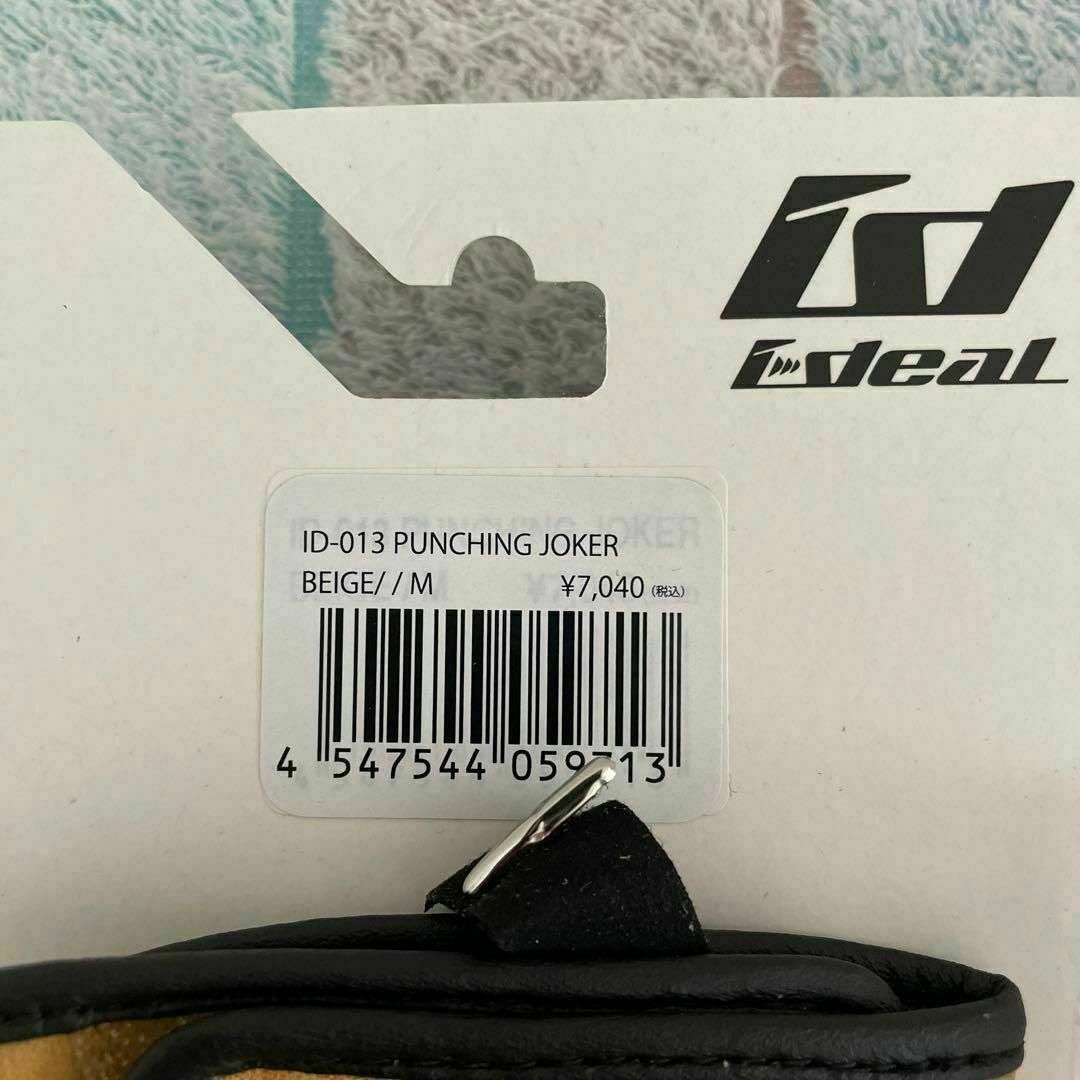 id
ideal
ID-013 PUNCHING JOKER
BEIGE/ / M ¥7,040 (税込)
4 547544 059713